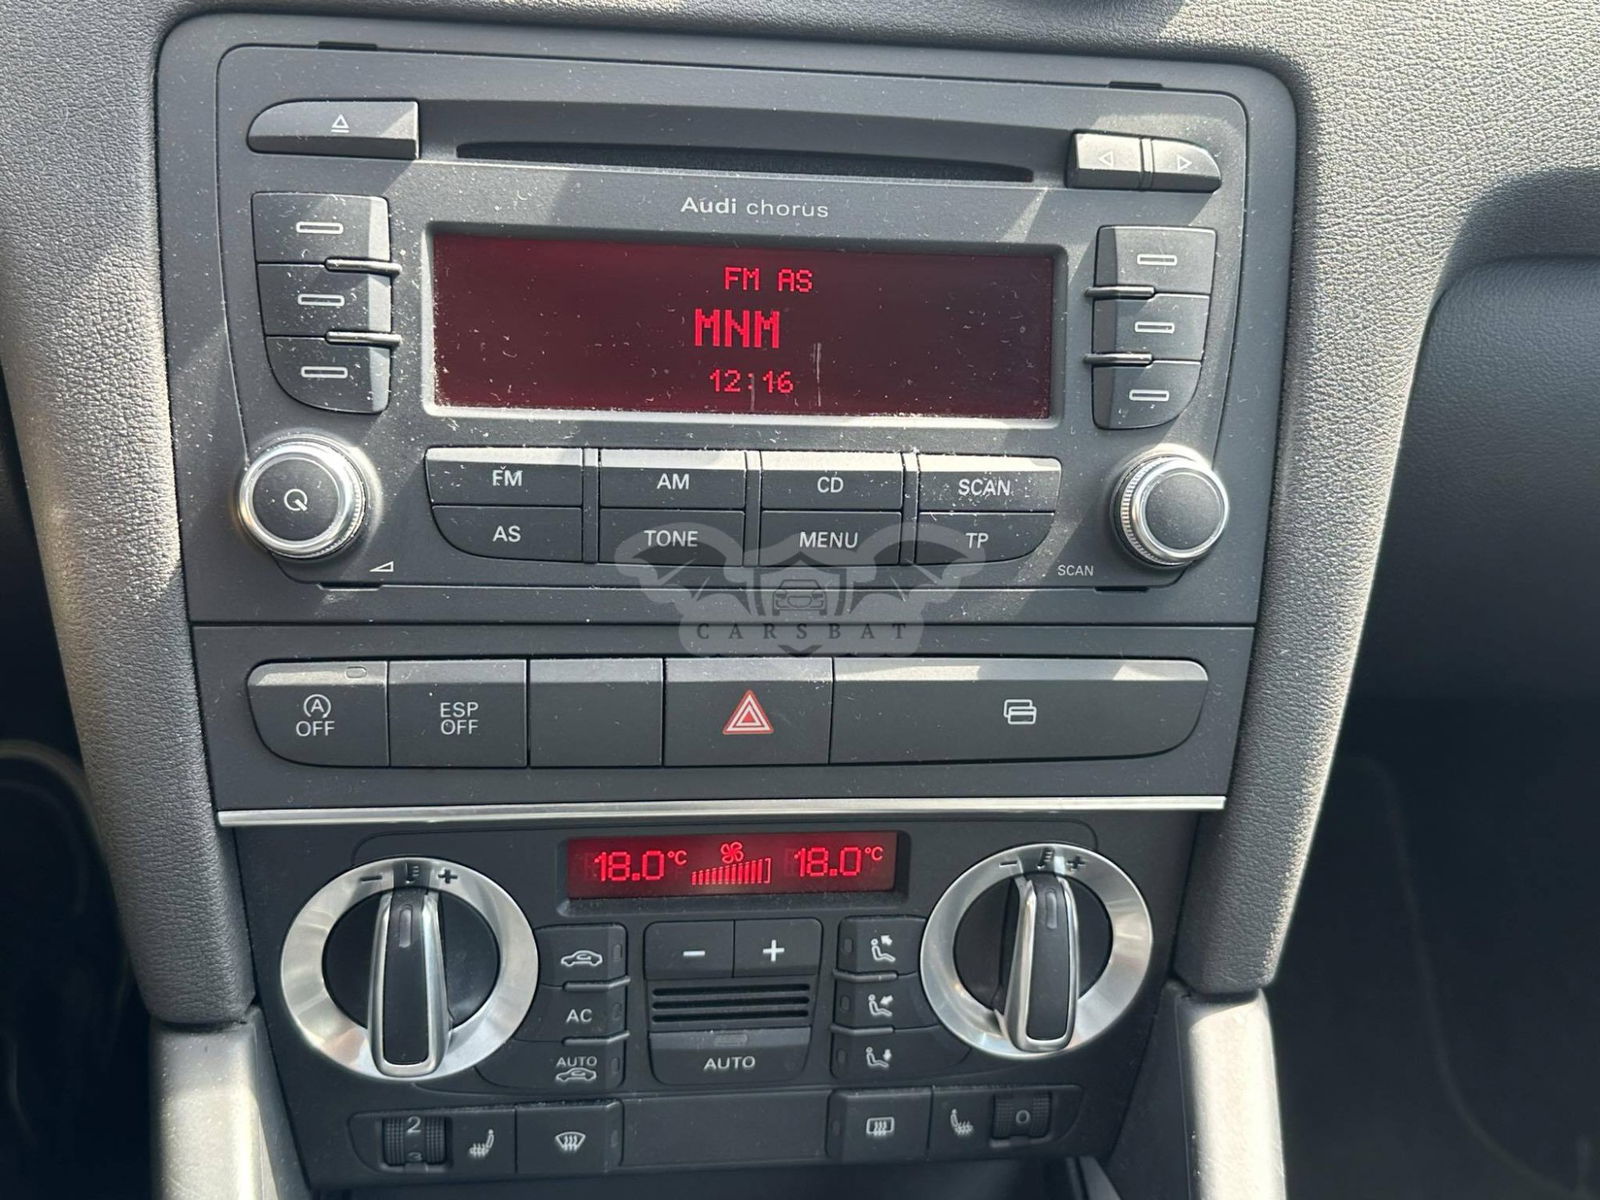 Audi chorus
FM AS
MNM
12:16
FM AM CD SCAN
AS TONE MENU TP
SCAN
CARSBAT
A
OFF
ESP
OFF
18.0°C 18.0°C
- + - +
- +
AC
AUTO
AUTO
2
3
0